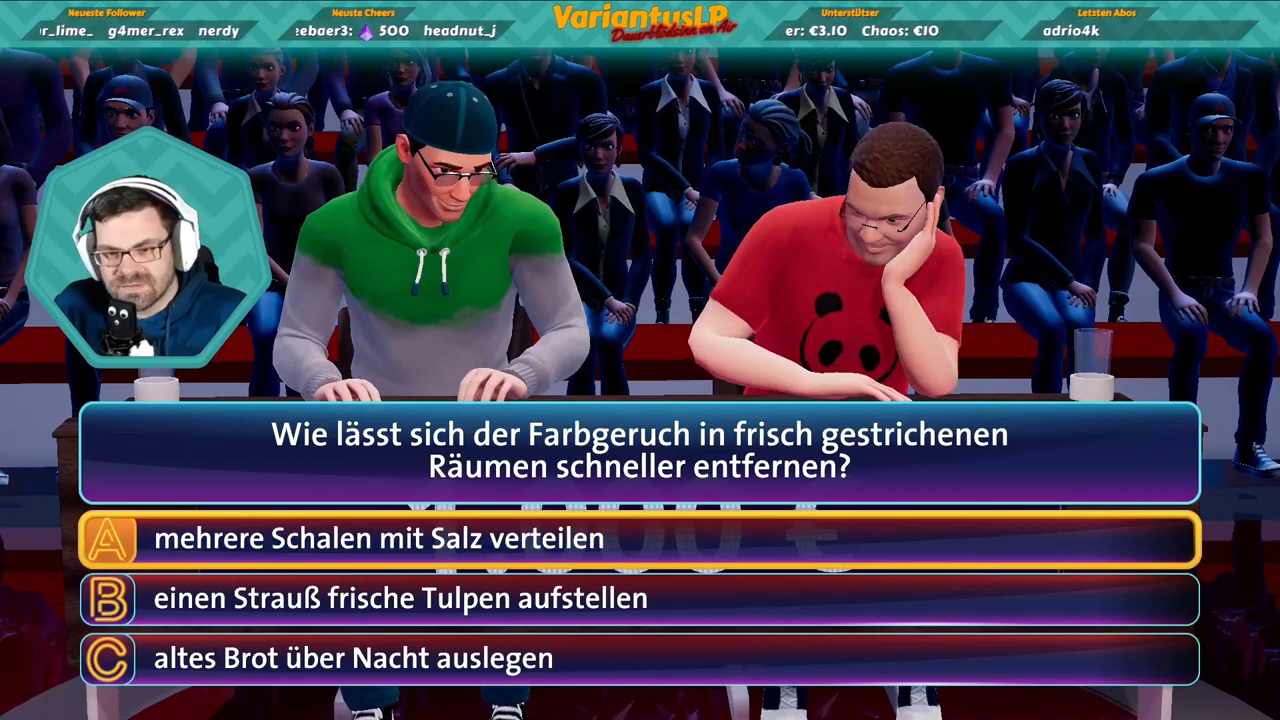 Neueste Follower
Neuste Cheers
VariantusLP
Unterstützer
Letzten Abos
r_lime_ g4mer_rex nerdy
eebaer3: 500 headnut_j
Dauerblödsinn on Air
er: €3.10 Chaos: €10
adrio4k
Wie lässt sich der Farbgeruch in frisch gestrichenen
Räumen schneller entfernen?
A mehrere Schalen mit Salz verteilen
B einen Strauß frische Tulpen aufstellen
C altes Brot über Nacht auslegen